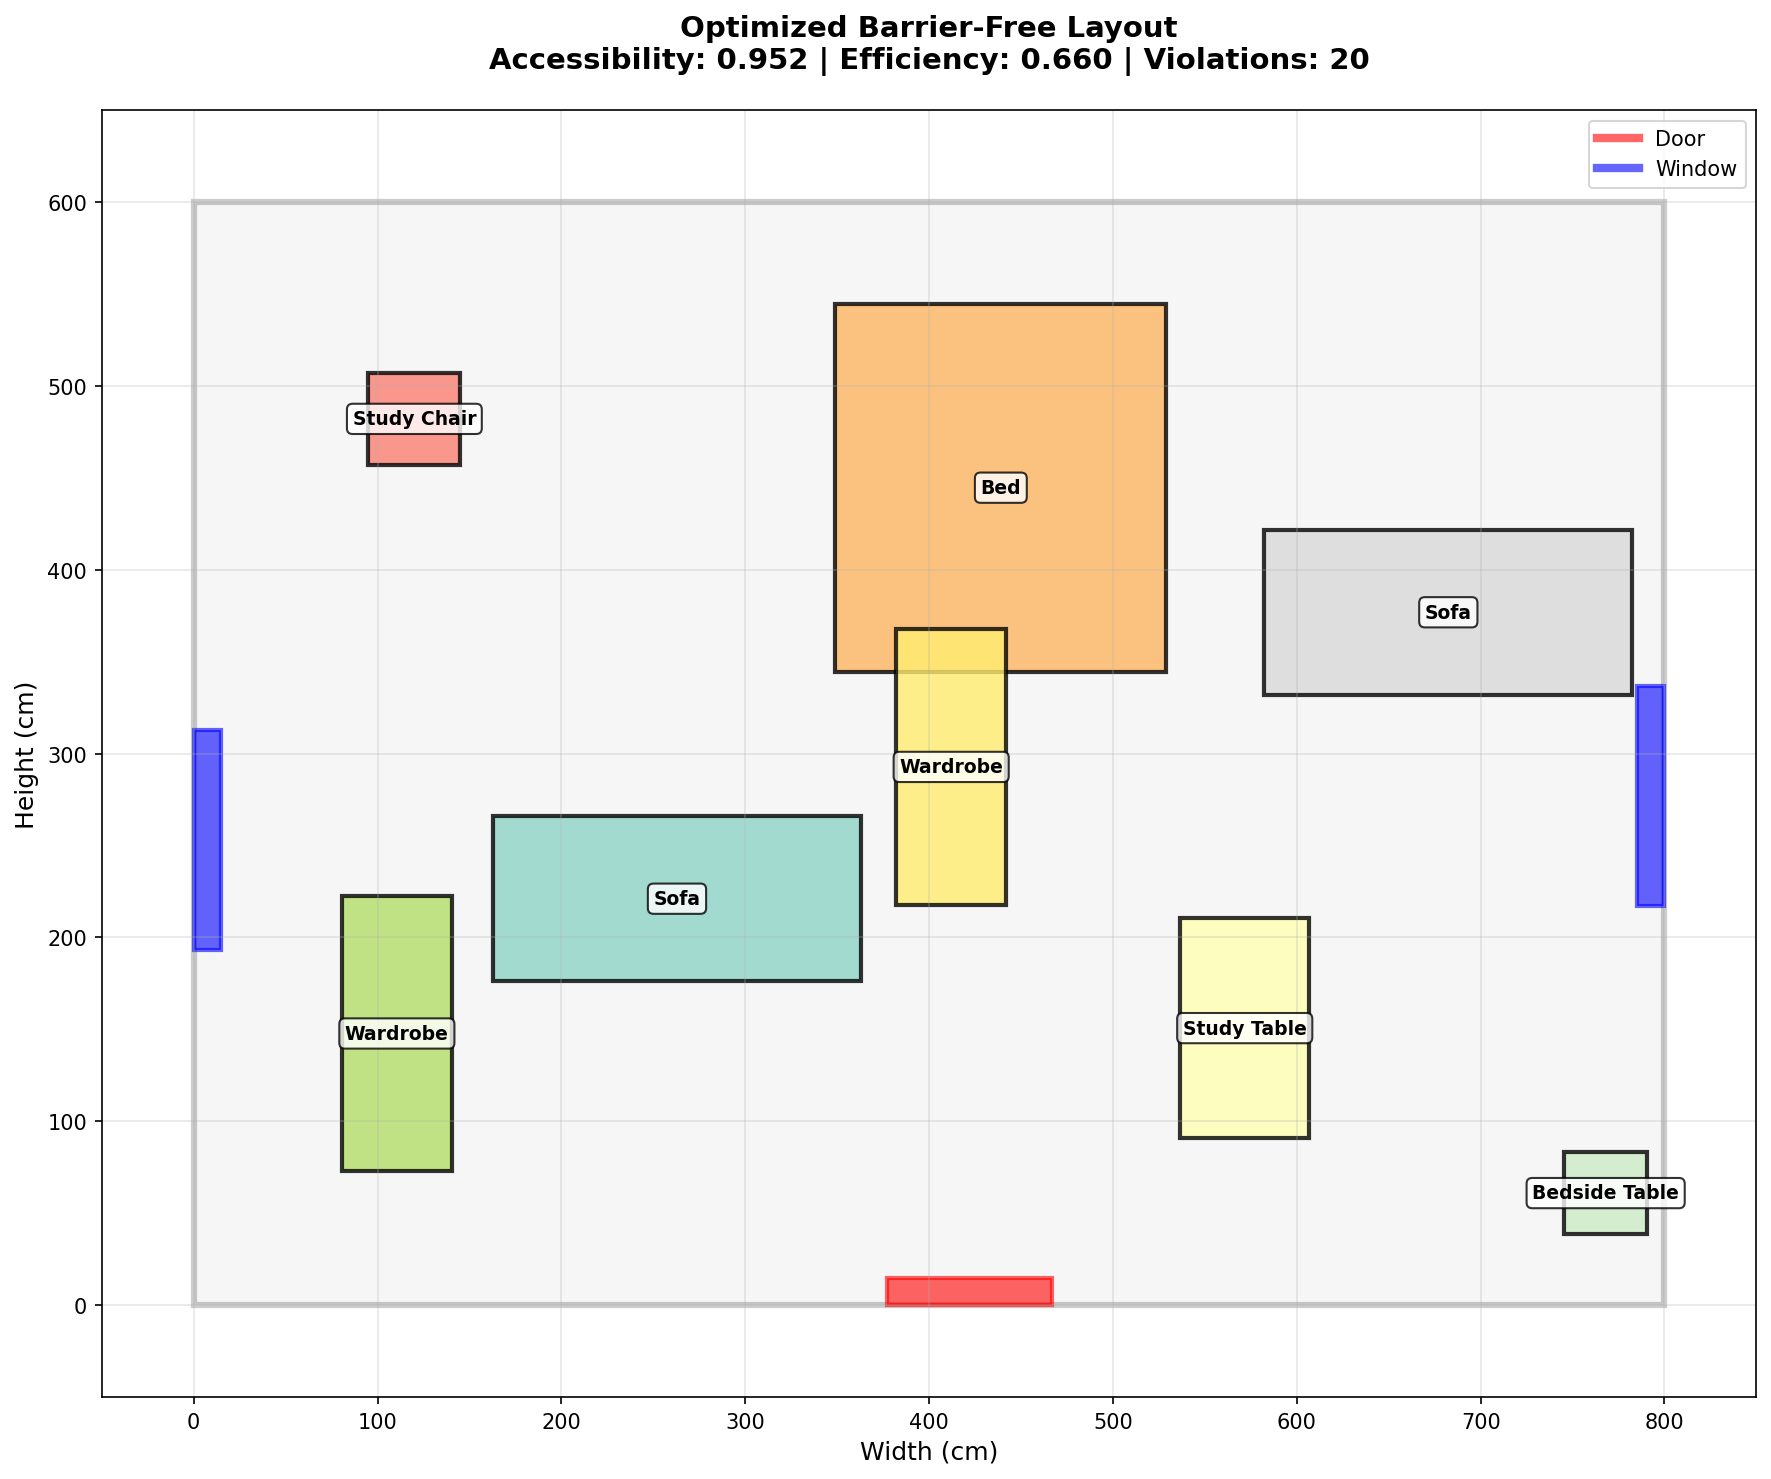 Optimized Barrier-Free Layout
Accessibility: 0.952 | Efficiency: 0.660 | Violations: 20
Door
Window
600
500
400
300
200
100
0
Height (cm)
Study Chair
Bed
Sofa
Wardrobe
Sofa
Wardrobe
Study Table
Bedside Table
0 100 200 300 400 500 600 700 800
Width (cm)